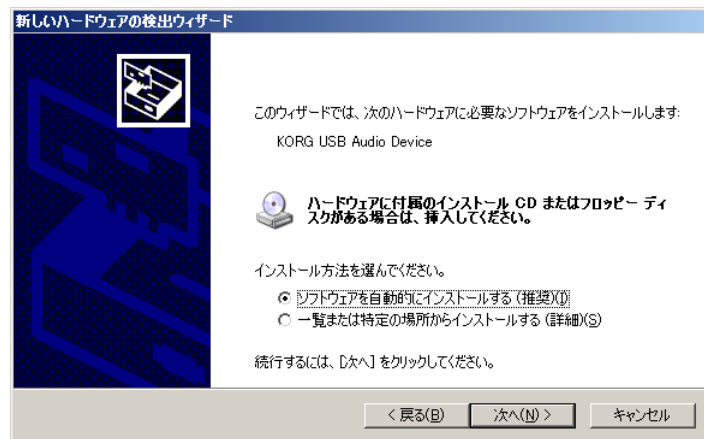 新しいハードウェアの検出ウィザード
このウィザードでは、次のハードウェアに必要なソフトウェアをインストールします:
KORG USB Audio Device
ハードウェアに付属のインストール CD またはフロッピー ディ
スクがある場合は、挿入してください。
インストール方法を選んでください。
ソフトウェアを自動的にインストールする (推奨)(I)
一覧または特定の場所からインストールする (詳細)(S)
続行するには、[次へ] をクリックしてください。
< 戻る(B)
次へ(N) >
キャンセル